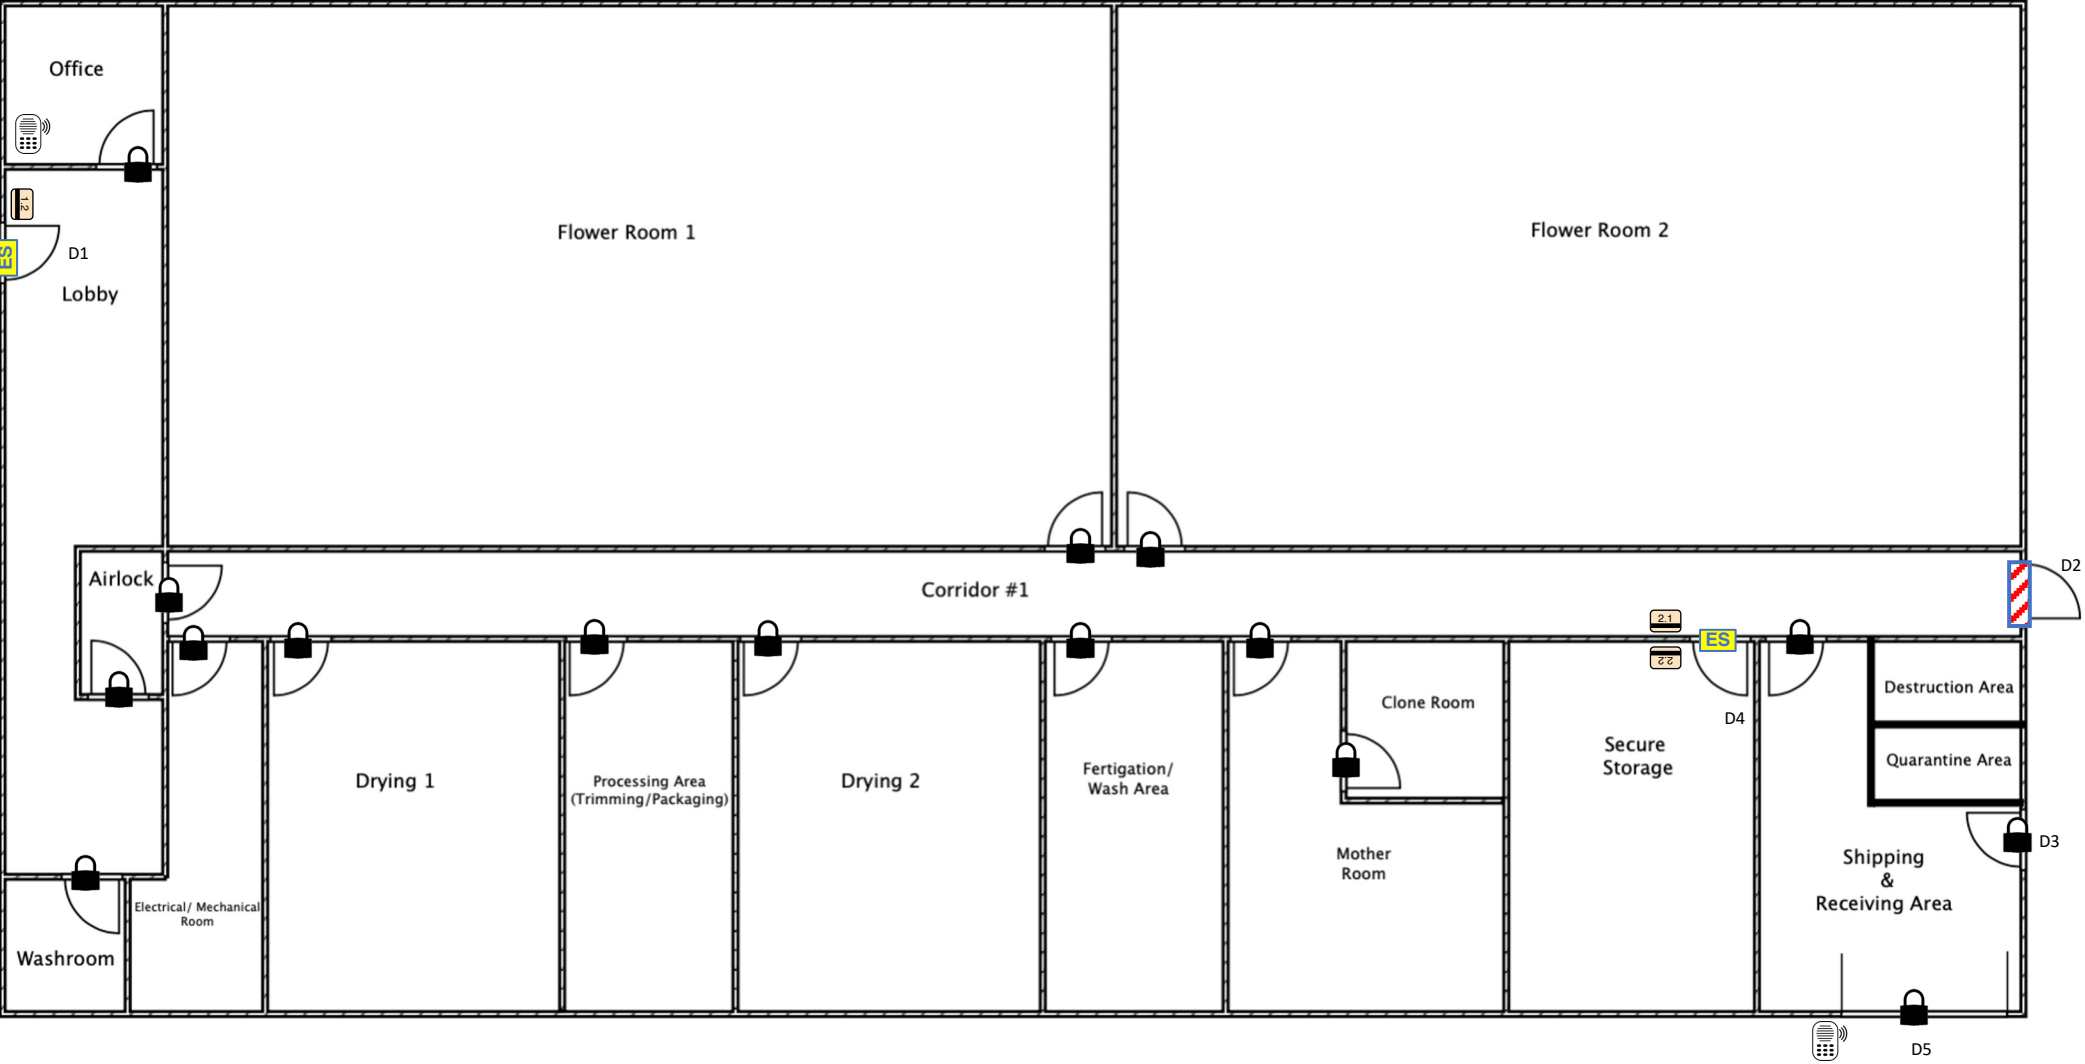 Office
1.2
ES
D1
Lobby
Flower Room 1
Flower Room 2
Airlock
Corridor #1
D2
2.1
ES
2.2
D4
Clone Room
Destruction Area
Quarantine Area
Secure
Storage
Drying 1
Processing Area
(Trimming/Packaging)
Drying 2
Fertigation/
Wash Area
Mother
Room
D3
Shipping
&
Receiving Area
Electrical/ Mechanical
Room
Washroom
D5